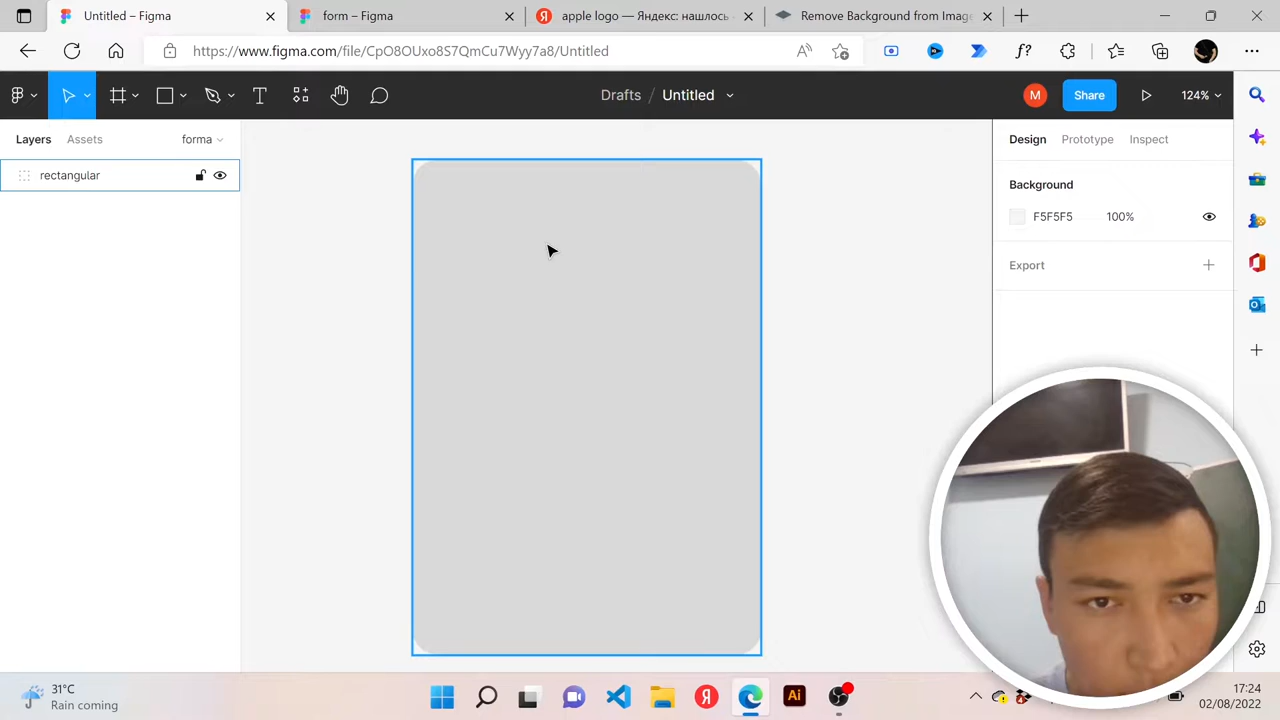 Untitled – Figma
form – Figma
apple logo — Яндекс: нашлось
Remove Background from Imag
https://www.figma.com/file/CpO8OUxo8S7QmCu7Wyy7a8/Untitled
Drafts / Untitled
M
Share
124%
Layers
Assets
forma
Design
Prototype
Inspect
rectangular
Background
F5F5F5
100%
Export
31°C
Rain coming
Я
Ai
17:24
02/08/2022